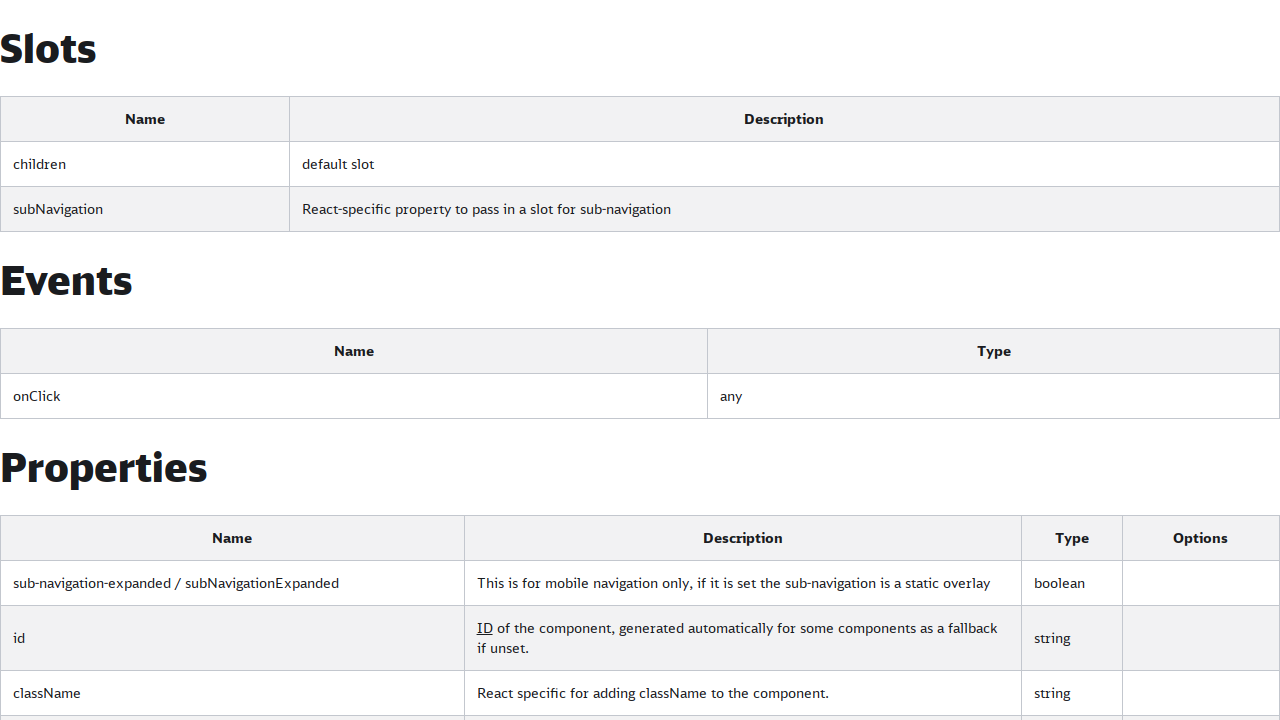 Slots
Name Description
children default slot
subNavigation React-specific property to pass in a slot for sub-navigation
Events
Name Type
onClick any
Properties
Name Description Type Options
sub-navigation-expanded / subNavigationExpanded This is for mobile navigation only, if it is set the sub-navigation is a static overlay boolean
id ID of the component, generated automatically for some components as a fallback if unset. string
className React specific for adding className to the component. string